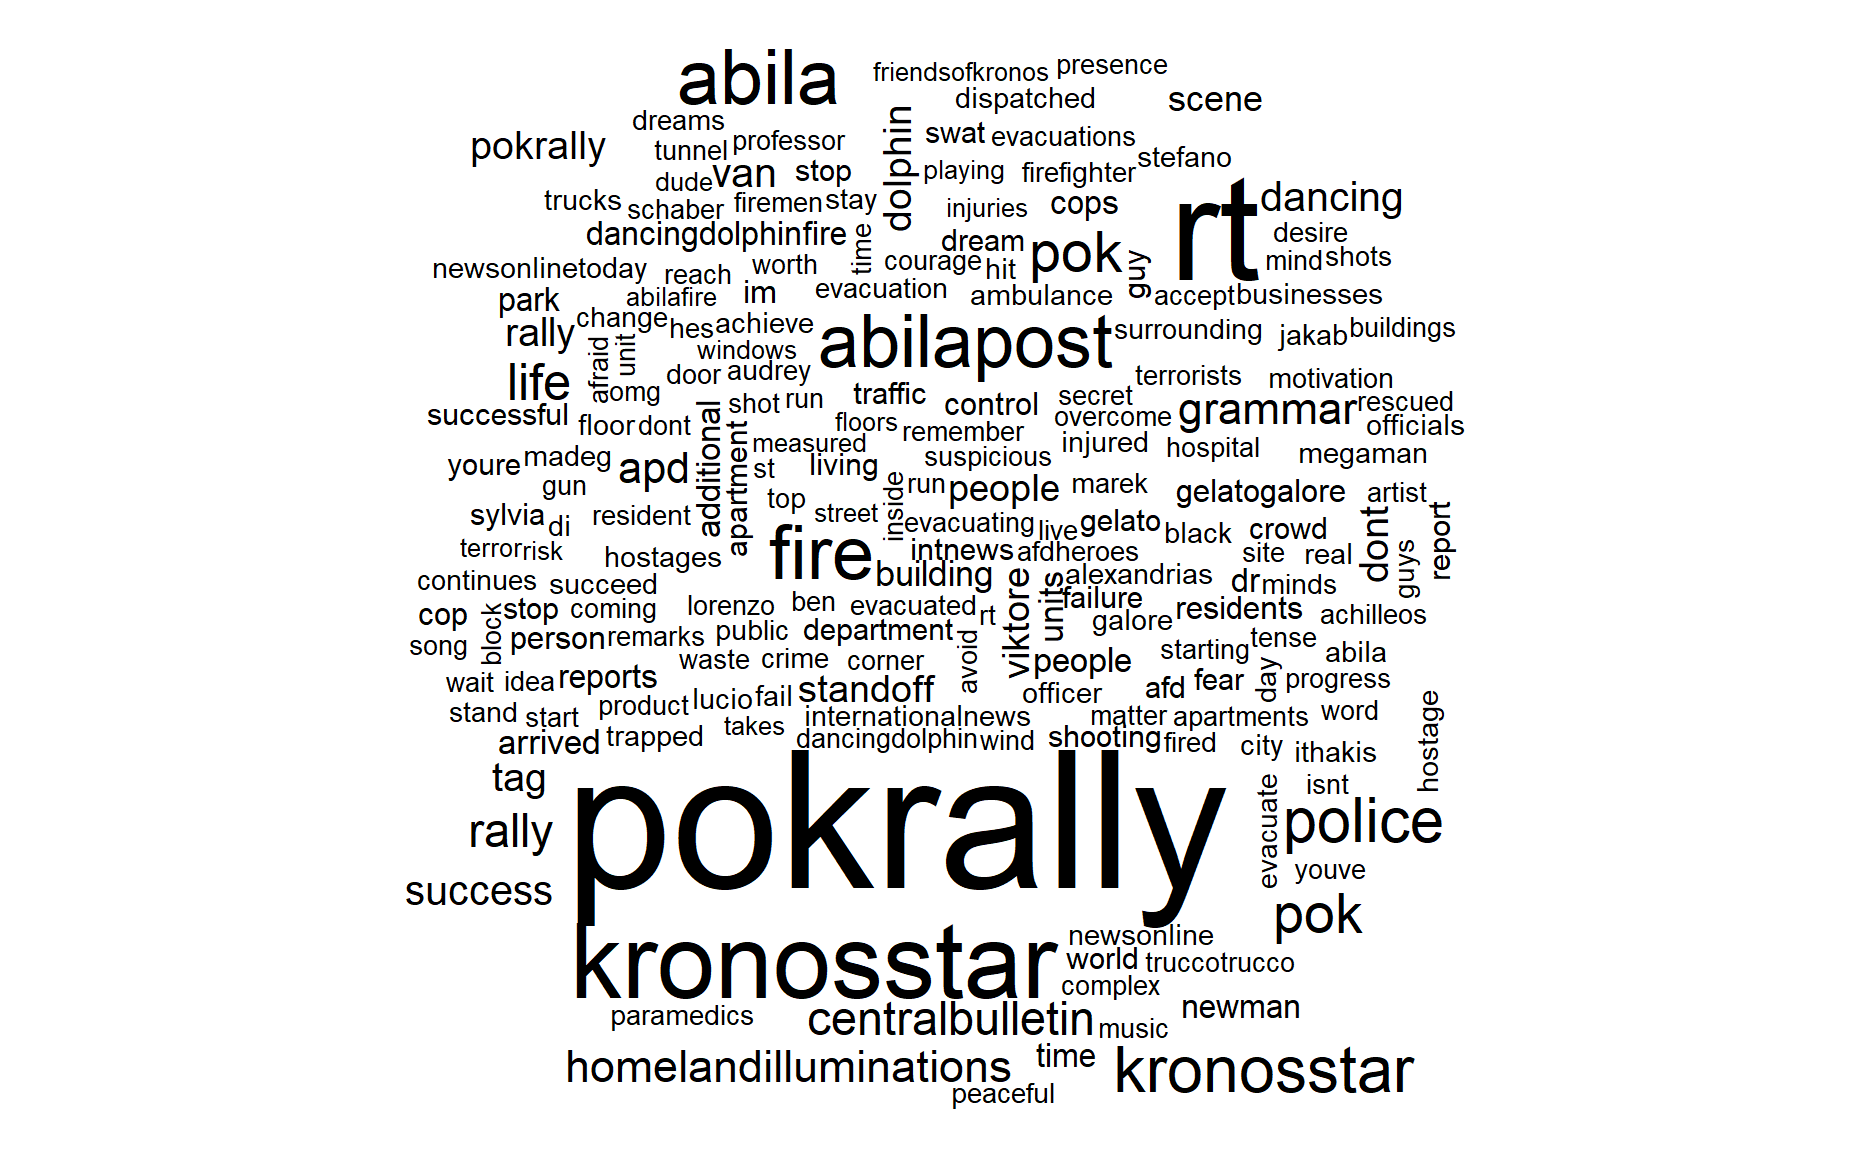 abila
friendsofkronos
presence
dispatched
scene
dreams
pokrally
tunnel
professor
dolphin
swat
evacuations
stefano
dude
van
stop
playing
firefighter
rt
dancing
trucks
schaber
firemen
stay
injuries
cops
dancingdolphinfire
time
dream
pok
guy
desire
newsonlinetoday
reach
worth
courage
hit
mind
shots
park
abilafire
im
evacuation
ambulance
accept
businesses
rally
change
hes
achieve
abilapost
surrounding
jakab
buildings
afraid
unit
windows
life
omg
door
audrey
traffic
control
secret
terrorists
motivation
successful
floor
dont
additional
shot
run
floors
remember
overcome
grammar
rescued
officials
youre
madeg
apd
apartment
measured
st
living
suspicious
injured
hospital
megaman
gun
top
inside
run
people
marek
gelatogalore
artist
sylvia
di
resident
street
evacuating
live
gelato
black
crowd
dont
report
terror
risk
hostages
fire
intnews
afdheroes
site
real
guys
continues
succeed
building
viktore
units
alexandrias
dr
minds
cop
block
stop
coming
lorenzo
ben
evacuated
rt
failure
galore
residents
achilleos
song
person
remarks
public
department
avoid
people
starting
tense
abila
waste
crime
corner
wait
idea
reports
product
lucio
fail
standoff
officer
afd
fear
day
progress
stand
start
takes
internationalnews
matter
apartments
word
hostage
arrived
trapped
dancingdolphin
wind
shooting
fired
city
ithakis
tag
pokrally
evacuate
isnt
rally
police
youve
success
pok
kronosstar
newsonline
world
truccotrucco
complex
paramedics
centralbulletin
music
newman
homelandilluminations
time
kronosstar
peaceful